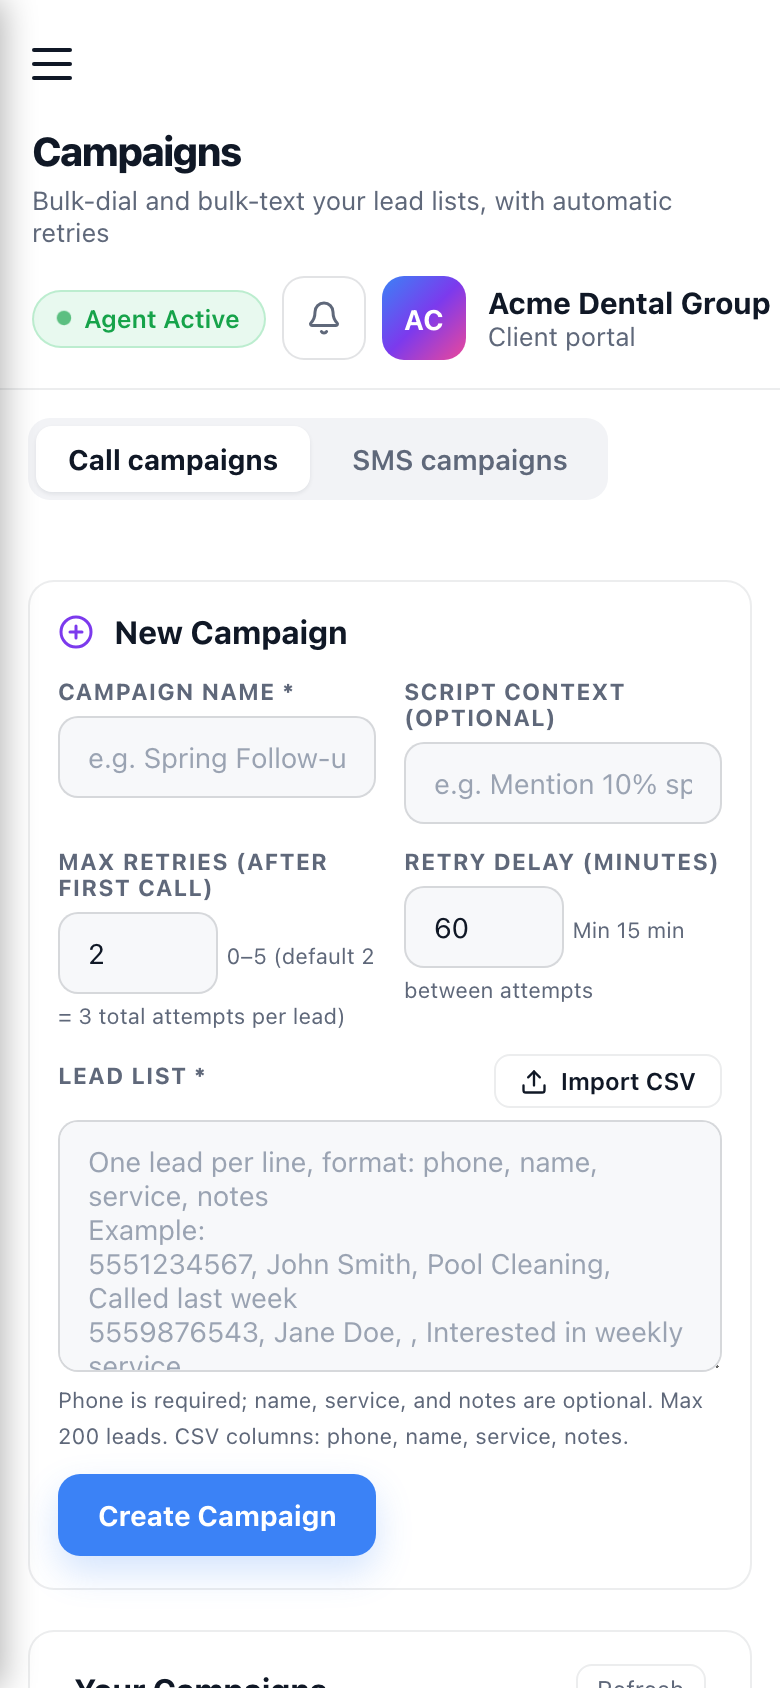 Campaigns
Bulk-dial and bulk-text your lead lists, with automatic
retries
Agent Active
AC
Acme Dental Group
Client portal
Call campaigns
SMS campaigns
New Campaign
CAMPAIGN NAME *
e.g. Spring Follow-u
SCRIPT CONTEXT
(OPTIONAL)
e.g. Mention 10% sp
MAX RETRIES (AFTER
FIRST CALL)
2
0–5 (default 2
= 3 total attempts per lead)
RETRY DELAY (MINUTES)
60
Min 15 min
between attempts
LEAD LIST *
Import CSV
One lead per line, format: phone, name,
service, notes
Example:
5551234567, John Smith, Pool Cleaning,
Called last week
5559876543, Jane Doe, , Interested in weekly
service
Phone is required; name, service, and notes are optional. Max
200 leads. CSV columns: phone, name, service, notes.
Create Campaign
Your Campaigns
Refresh